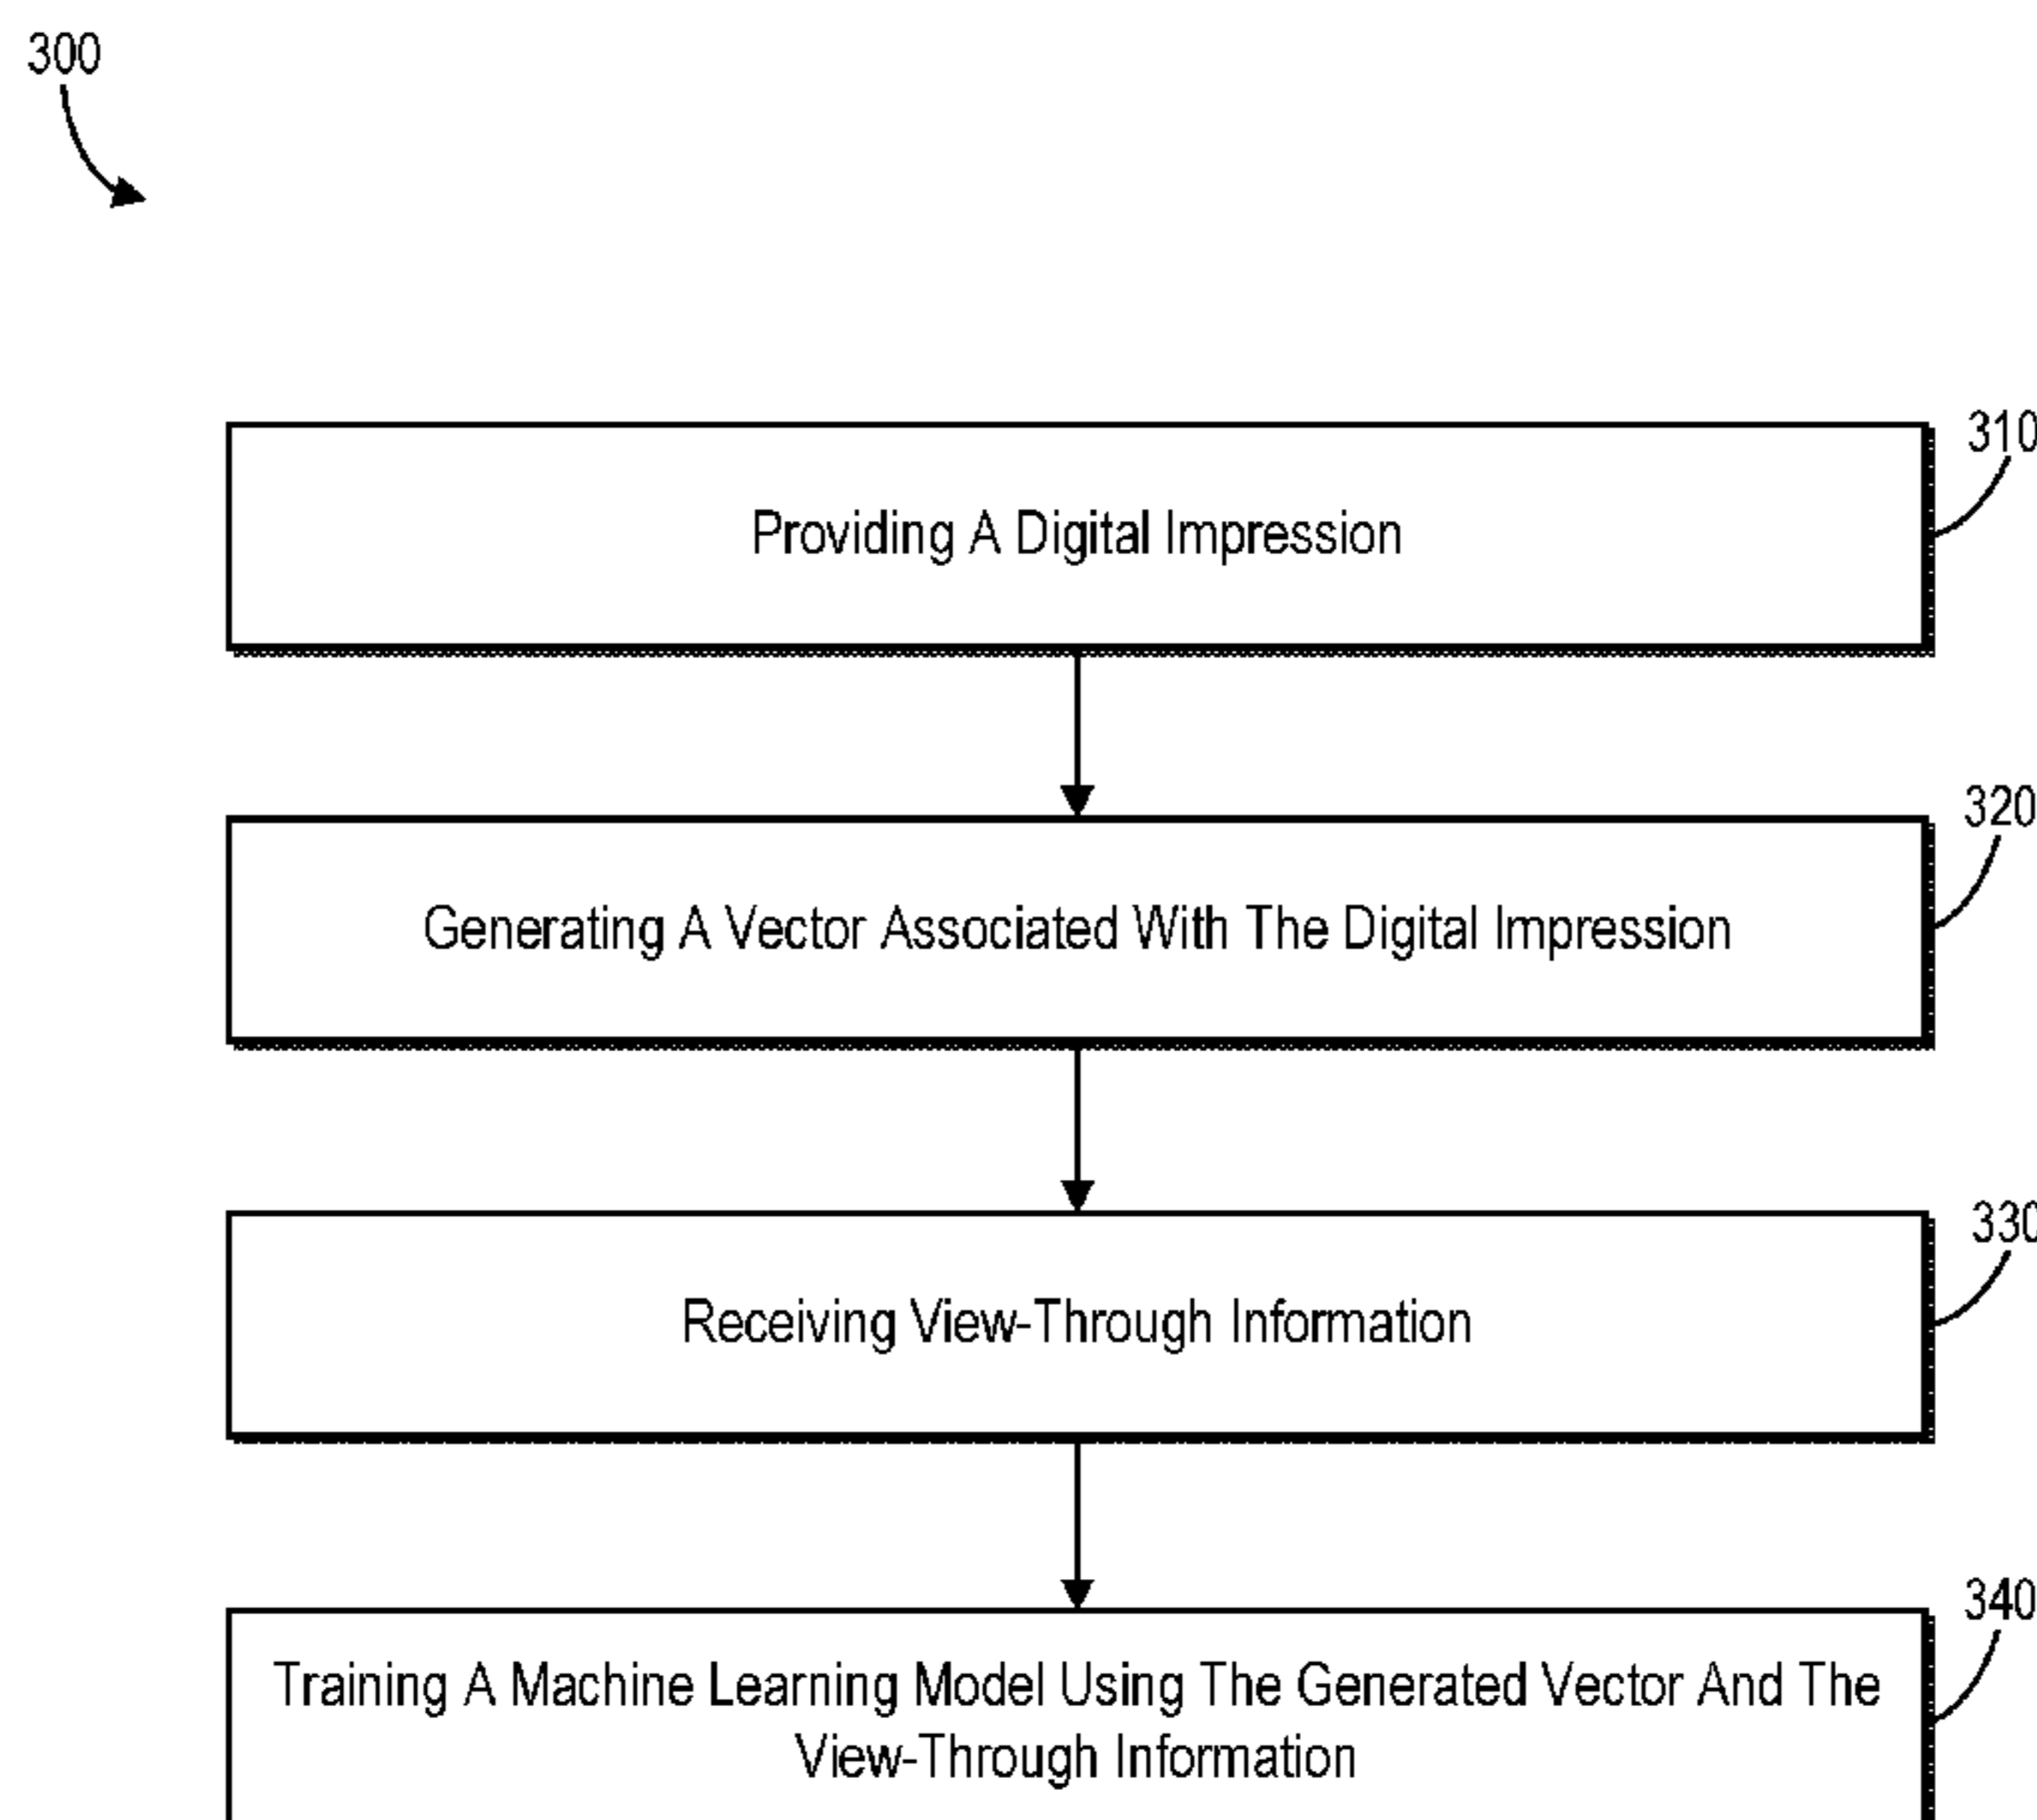 300
310
Providing A Digital Impression
320
Generating A Vector Associated With The Digital Impression
330
Receiving View-Through Information
340
Training A Machine Learning Model Using The Generated Vector And The
View-Through Information